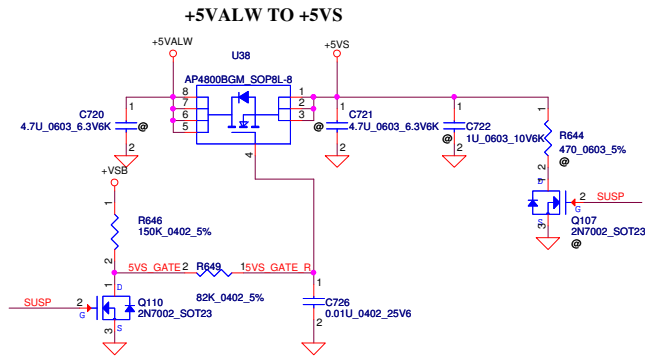 +5VALW TO +5VS
+5VALW
U38
+5VS
AP4800BGM_SOP8L-8
8
7
6
5
1
2
3
4
1
C720
4.7U_0603_6.3V6K
@
2
1
C721
4.7U_0603_6.3V6K
@
2
1
C722
1U_0603_10V6K
@
2
1
R644
470_0603_5%
@
2
+VSB
1
R646
150K_0402_5%
2
1
D
SUSP
2
G
S
3
Q107
2N7002_SOT23
@
5VS_GATE
2
R649
1
5VS_GATE_R
82K_0402_5%
1
C726
0.01U_0402_25V6
2
SUSP
2
G
1
D
S
3
Q110
2N7002_SOT23